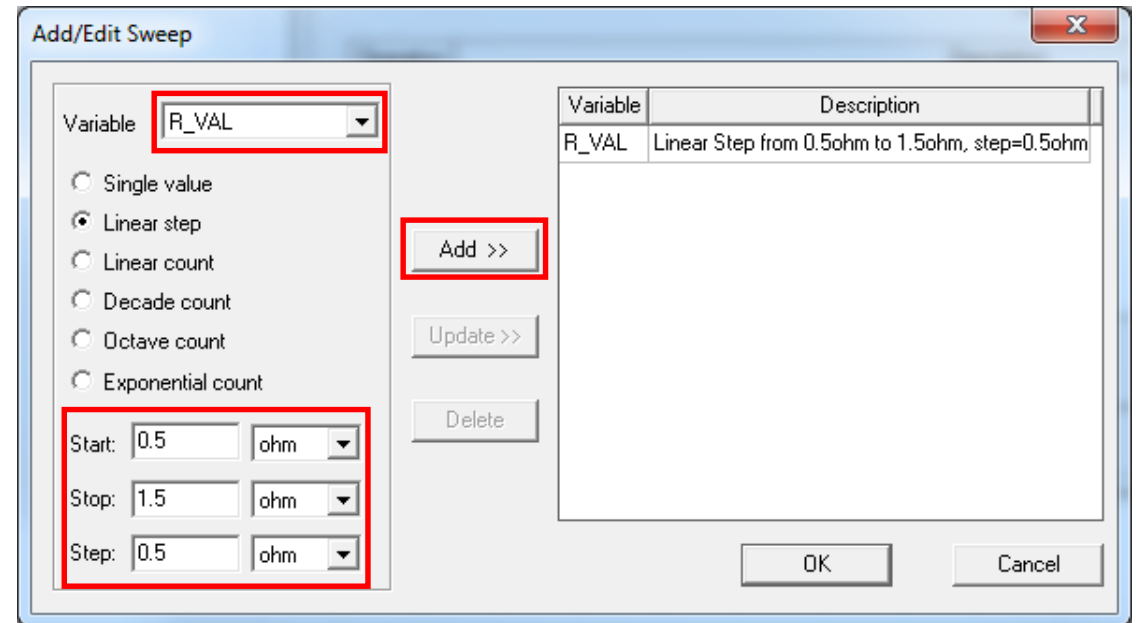 Add/Edit Sweep
Variable R_VAL
Single value
Linear step
Linear count
Decade count
Octave count
Exponential count
Start: 0.5 ohm
Stop: 1.5 ohm
Step: 0.5 ohm
Add >>
Update >>
Delete
Variable Description
R_VAL Linear Step from 0.5ohm to 1.5ohm, step=0.5ohm
OK Cancel